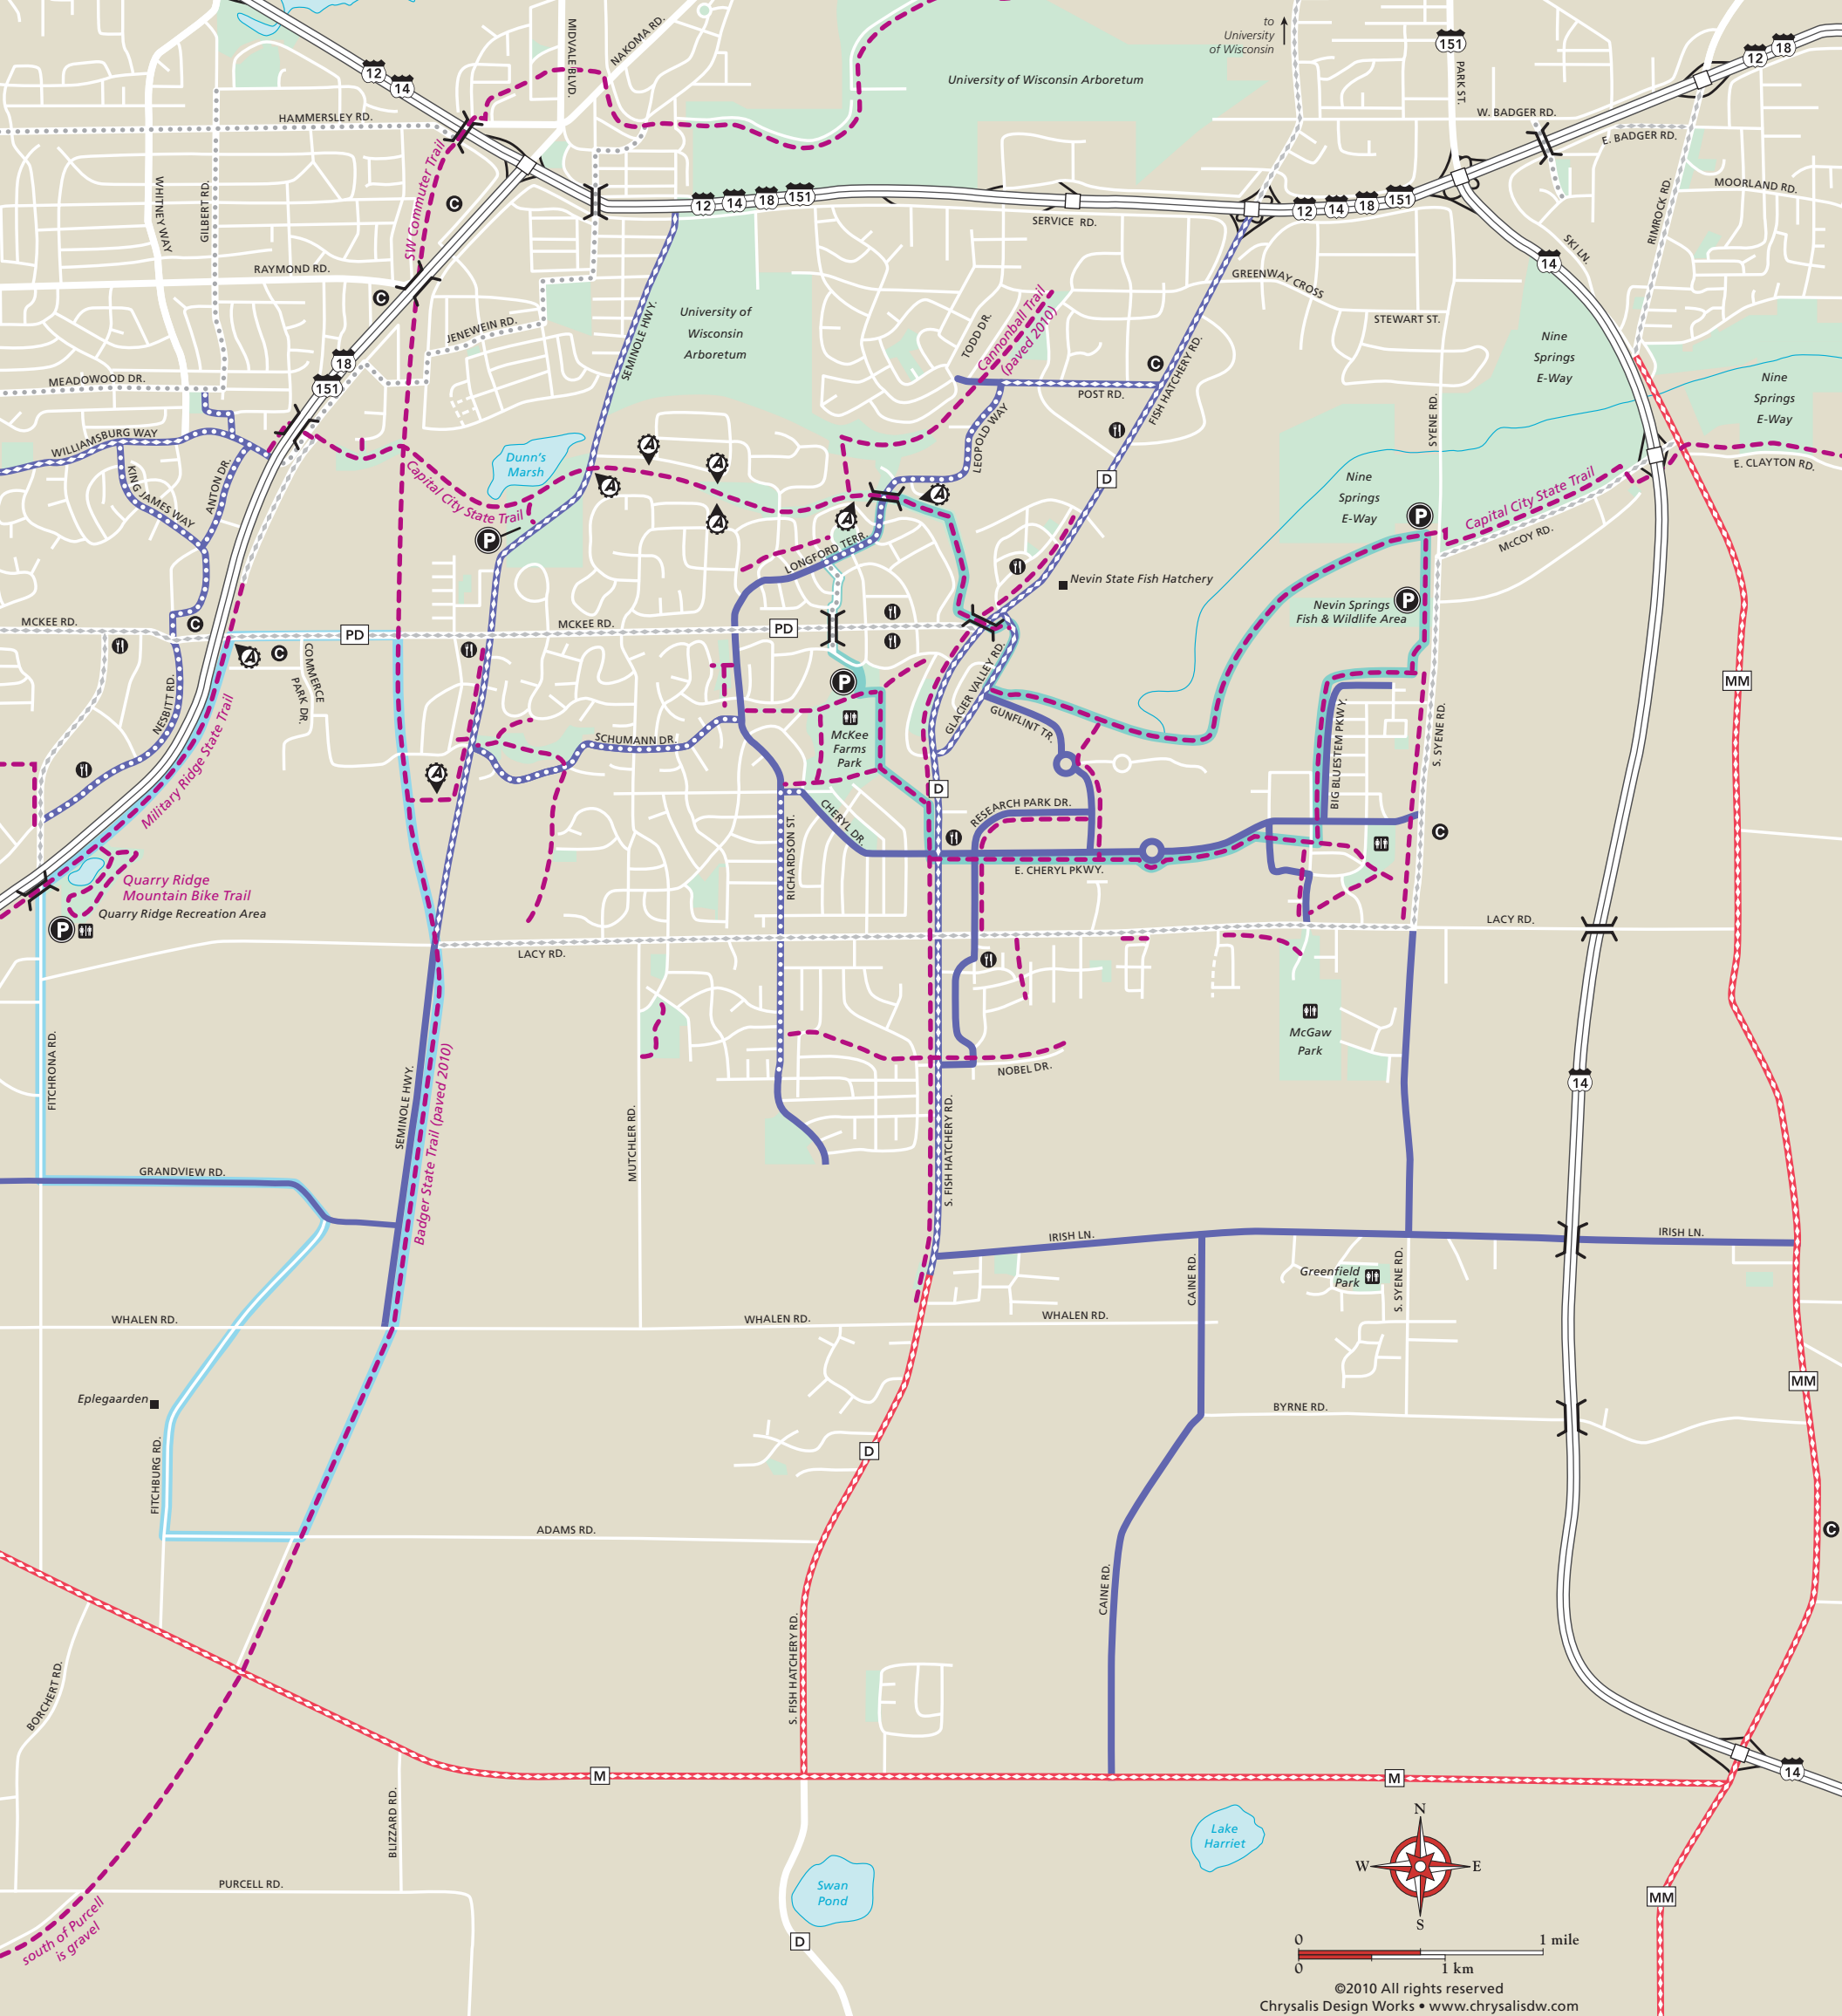 to
University
of Wisconsin
151
12
18
MIDVALE BLVD.
NAKOMA RD.
PARK ST.
12
14
University of Wisconsin Arboretum
W. BADGER RD.
E. BADGER RD.
HAMMERSLEY RD.
SW Commuter Trail
WHITNEY WAY
GILBERT RD.
C
MOORLAND RD.
RIMROCK RD.
12
14
18
151
SERVICE RD.
12
14
18
151
SKI LN.
14
RAYMOND RD.
C
GREENWAY CROSS
JENEWEIN RD.
SEMINOLE HWY.
University of
Wisconsin
Arboretum
TODD DR.
Cannonball Trail
(paved 2010)
STEWART ST.
Nine
Springs
E-Way
18
151
MEADOWOOD DR.
C
FISH HATCHERY RD.
POST RD.
Nine
Springs
E-Way
SYENE RD.
WILLIAMSBURG WAY
KING JAMES WAY
ANTON DR.
Dunn's
Marsh
Capital City State Trail
LEOPOLD WAY
D
Nine
Springs
E-Way
E. CLAYTON RD.
Capital City State Trail
McCOY RD.
P
P
LONGFORD TERR.
Nevin State Fish Hatchery
Nevin Springs
Fish & Wildlife Area
P
MCKEE RD.
C
PD
MCKEE RD.
PD
C
COMMERCE
PARK DR.
NESBITT RD.
Military Ridge State Trail
P
GLACIER VALLEY RD.
GUNFLINT TR.
MM
SCHUMANN DR.
McKee
Farms
Park
BIG BLUESTEM PKWY.
S. SYENE RD.
D
RESEARCH PARK DR.
CHERYL DR.
RICHARDSON ST.
E. CHERYL PKWY.
C
Quarry Ridge
Mountain Bike Trail
Quarry Ridge Recreation Area
P
LACY RD.
LACY RD.
McGaw
Park
FITCHRONA RD.
SEMINOLE HWY.
Badger State Trail (paved 2010)
MUTCHLER RD.
NOBEL DR.
14
S. FISH HATCHERY RD.
GRANDVIEW RD.
IRISH LN.
IRISH LN.
CAINE RD.
Greenfield
Park
S. SYENE RD.
WHALEN RD.
WHALEN RD.
WHALEN RD.
MM
Eplegaarden
BYRNE RD.
D
FITCHBURG RD.
ADAMS RD.
C
CAINE RD.
S. FISH HATCHERY RD.
BORCHERT RD.
M
M
14
BLIZZARD RD.
Lake
Harriet
N
W
E
S
PURCELL RD.
Swan
Pond
MM
south of Purcell
is gravel
D
0
1 mile
0
1 km
©2010 All rights reserved
Chrysalis Design Works • www.chrysalisdw.com